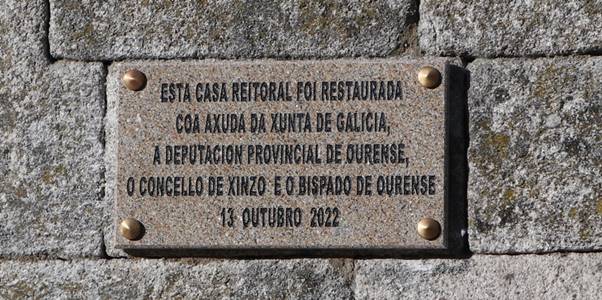 ESTA CASA REITORAL FOI RESTAURADA
COA AXUDA DA XUNTA DE GALICIA,
A DEPUTACION PROVINCIAL DE OURENSE,
O CONCELLO DE XINZO E O BISPADO DE OURENSE
13 OUTUBRO 2022